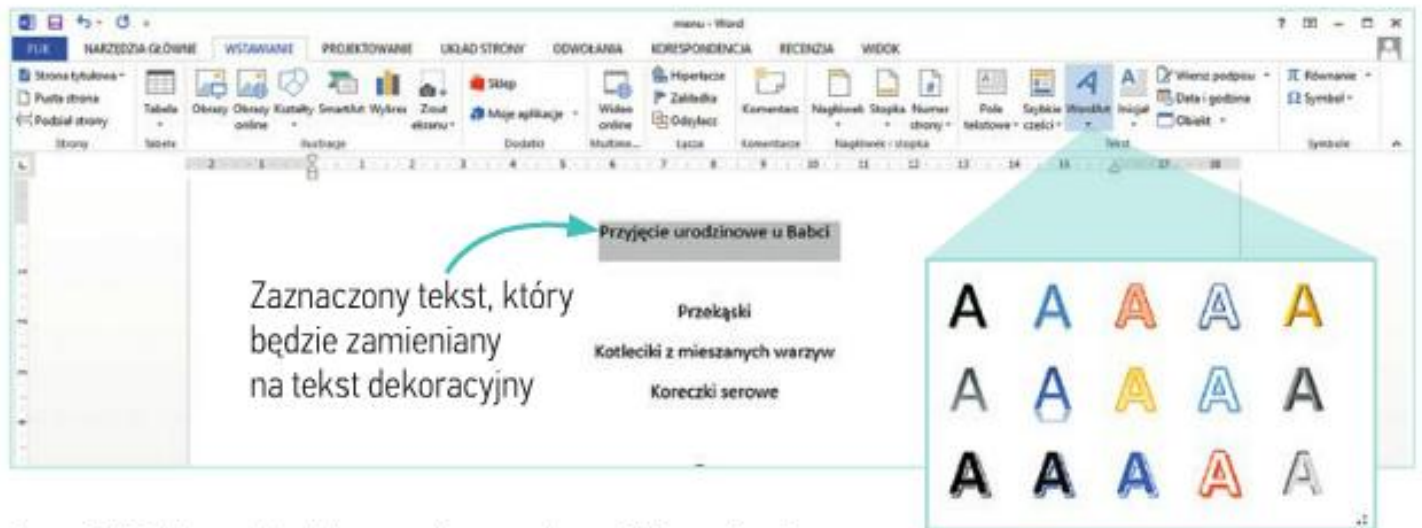 menu - Word
PLIK NARZĘDZIA GŁÓWNE WSTAWIANIE PROJEKTOWANIE UKŁAD STRONY ODWOŁANIA KORESPONDENCJA RECENZJA WIDOK
Strona tytułowa
Pusta strona
Podział strony
Strony
Tabela
Tabele
Obrazy
Obrazy online
Kształty
SmartArt
Wykres
Zrzut ekranu
Ilustracje
Sklep
Moje aplikacje
Dodatki
Wideo online
Multime...
Hiperłącze
Zakładka
Odsyłacz
Łącza
Komentarz
Komentarze
Nagłówek
Stopka
Numer strony
Nagłówek i stopka
Pole tekstowe
Szybkie części
WordArt
Inicjał
Wiersz podpisu
Data i godzina
Obiekt
Tekst
Równanie
Symbol
Symbole
Przyjęcie urodzinowe u Babci
Zaznaczony tekst, który
będzie zamieniany
na tekst dekoracyjny
Przekąski
Kotleciki z mieszanych warzyw
Koreczki serowe
A A A A A
A A A A A
A A A A A